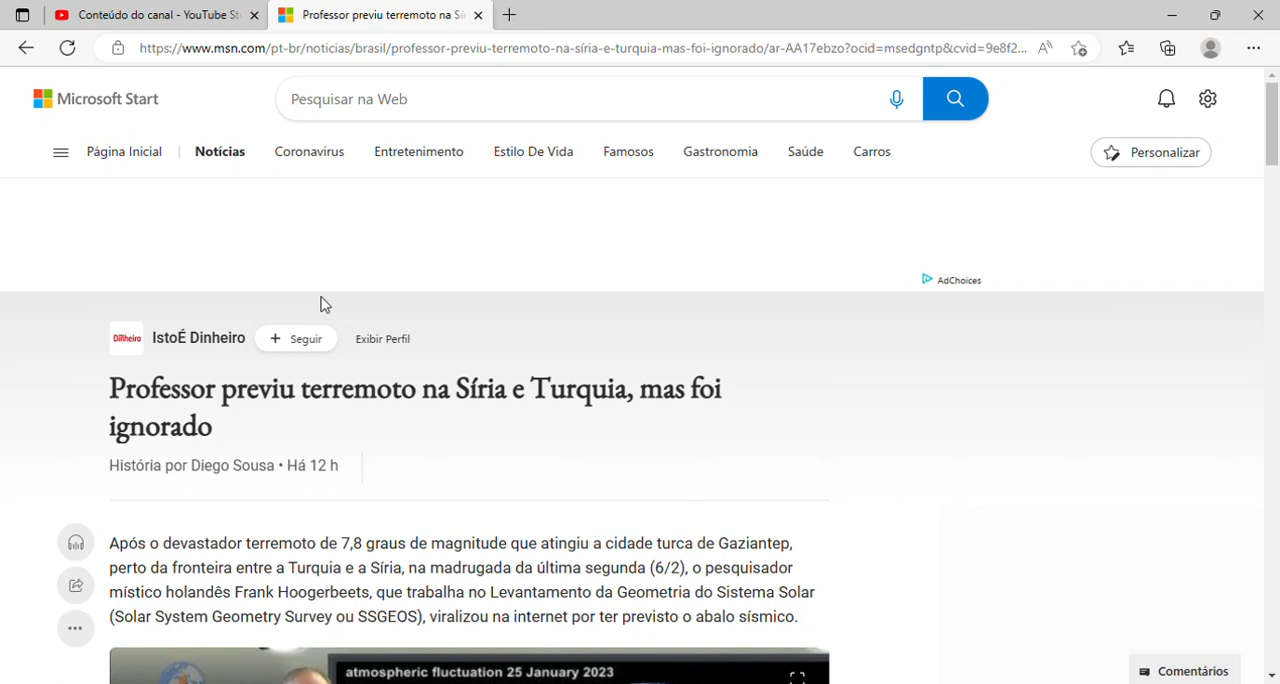 Conteúdo do canal - YouTube St
Professor previu terremoto na Sí
https://www.msn.com/pt-br/noticias/brasil/professor-previu-terremoto-na-síria-e-turquia-mas-foi-ignorado/ar-AA17ebzo?ocid=msedgntp&cvid=9e8f2...
Microsoft Start
Pesquisar na Web
Página Inicial
Notícias
Coronavírus
Entretenimento
Estilo De Vida
Famosos
Gastronomia
Saúde
Carros
Personalizar
AdChoices
Dinheiro
IstoÉ Dinheiro
+ Seguir
Exibir Perfil
Professor previu terremoto na Síria e Turquia, mas foi
ignorado
História por Diego Sousa • Há 12 h
Após o devastador terremoto de 7,8 graus de magnitude que atingiu a cidade turca de Gaziantep,
perto da fronteira entre a Turquia e a Síria, na madrugada da última segunda (6/2), o pesquisador
místico holandês Frank Hoogerbeets, que trabalha no Levantamento da Geometria do Sistema Solar
(Solar System Geometry Survey ou SSGEOS), viralizou na internet por ter previsto o abalo sísmico.
atmospheric fluctuation 25 January 2023
Comentários